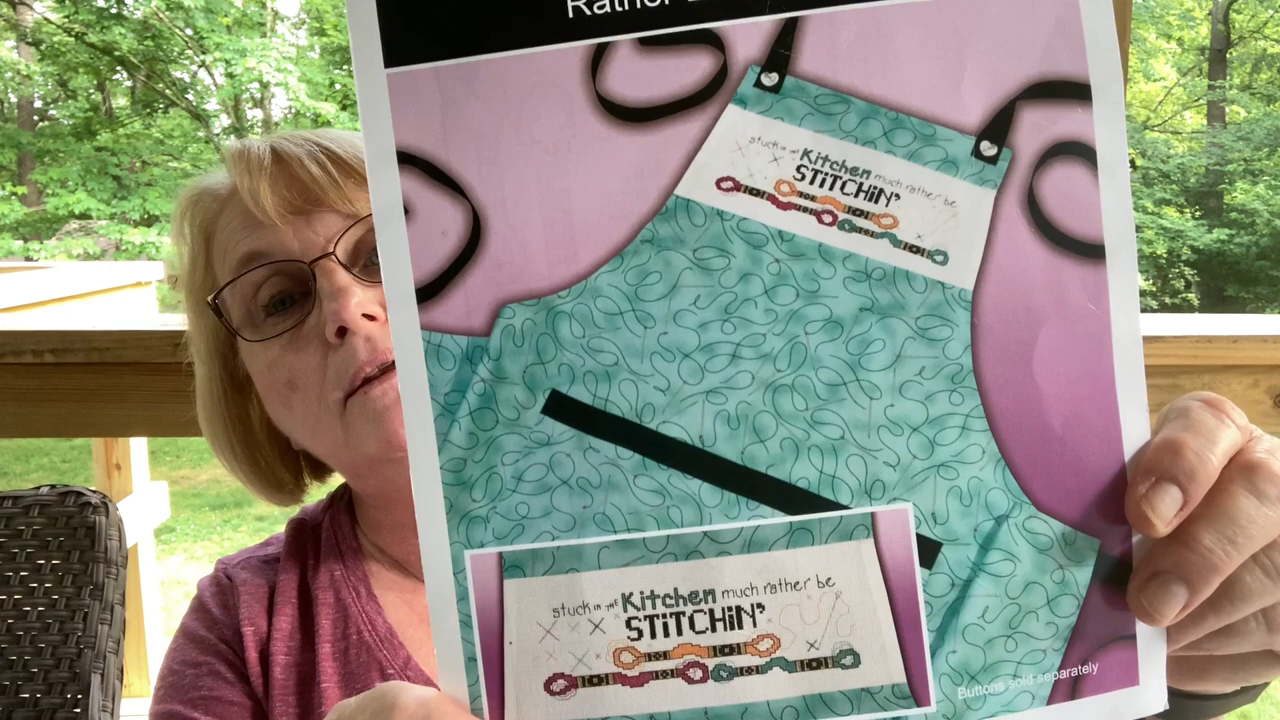 Rather
stuck IN THE Kitchen much rather be
STiTCHiN'
stuck IN THE Kitchen much rather be
STiTCHiN'
Buttons sold separately